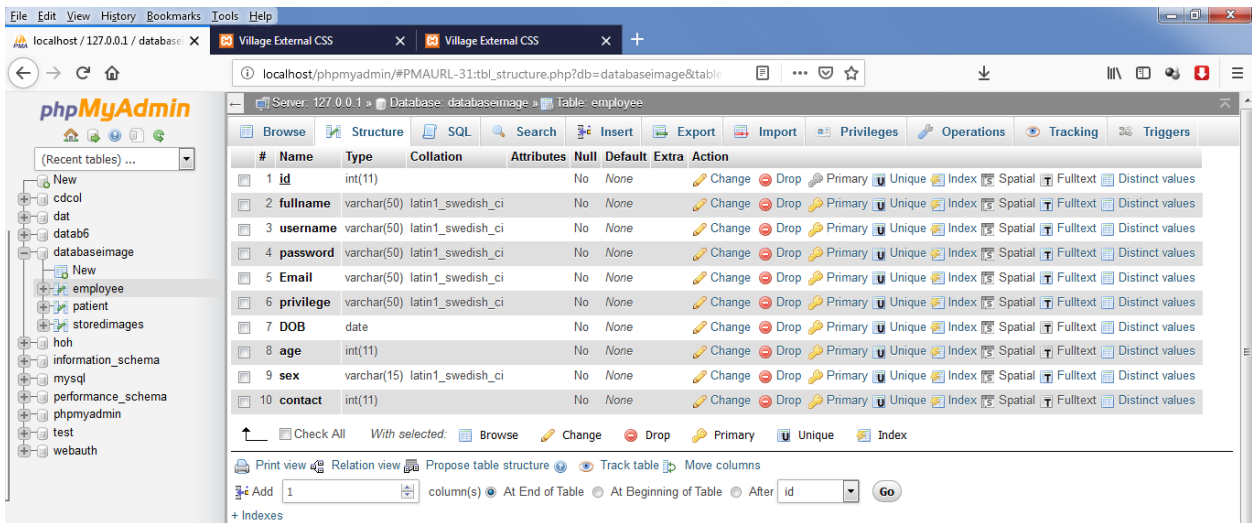 File Edit View History Bookmarks Tools Help
localhost / 127.0.0.1 / database
Village External CSS
Village External CSS
localhost/phpmyadmin/#PMAURL-31:tbl_structure.php?db=databaseimage&table
phpMyAdmin
(Recent tables) ...
New
cdcol
dat
datab6
databaseimage
New
employee
patient
storedimages
hoh
information_schema
mysql
performance_schema
phpmyadmin
test
webauth
Server: 127.0.0.1 » Database: databaseimage » Table: employee
Browse Structure SQL Search Insert Export Import Privileges Operations Tracking Triggers
# Name Type Collation Attributes Null Default Extra Action
1 id int(11) No None Change Drop Primary Unique Index Spatial Fulltext Distinct values
2 fullname varchar(50) latin1_swedish_ci No None Change Drop Primary Unique Index Spatial Fulltext Distinct values
3 username varchar(50) latin1_swedish_ci No None Change Drop Primary Unique Index Spatial Fulltext Distinct values
4 password varchar(50) latin1_swedish_ci No None Change Drop Primary Unique Index Spatial Fulltext Distinct values
5 Email varchar(50) latin1_swedish_ci No None Change Drop Primary Unique Index Spatial Fulltext Distinct values
6 privilege varchar(50) latin1_swedish_ci No None Change Drop Primary Unique Index Spatial Fulltext Distinct values
7 DOB date No None Change Drop Primary Unique Index Spatial Fulltext Distinct values
8 age int(11) No None Change Drop Primary Unique Index Spatial Fulltext Distinct values
9 sex varchar(15) latin1_swedish_ci No None Change Drop Primary Unique Index Spatial Fulltext Distinct values
10 contact int(11) No None Change Drop Primary Unique Index Spatial Fulltext Distinct values
Check All With selected: Browse Change Drop Primary Unique Index
Print view Relation view Propose table structure Track table Move columns
Add 1 column(s) At End of Table At Beginning of Table After id Go
+ Indexes